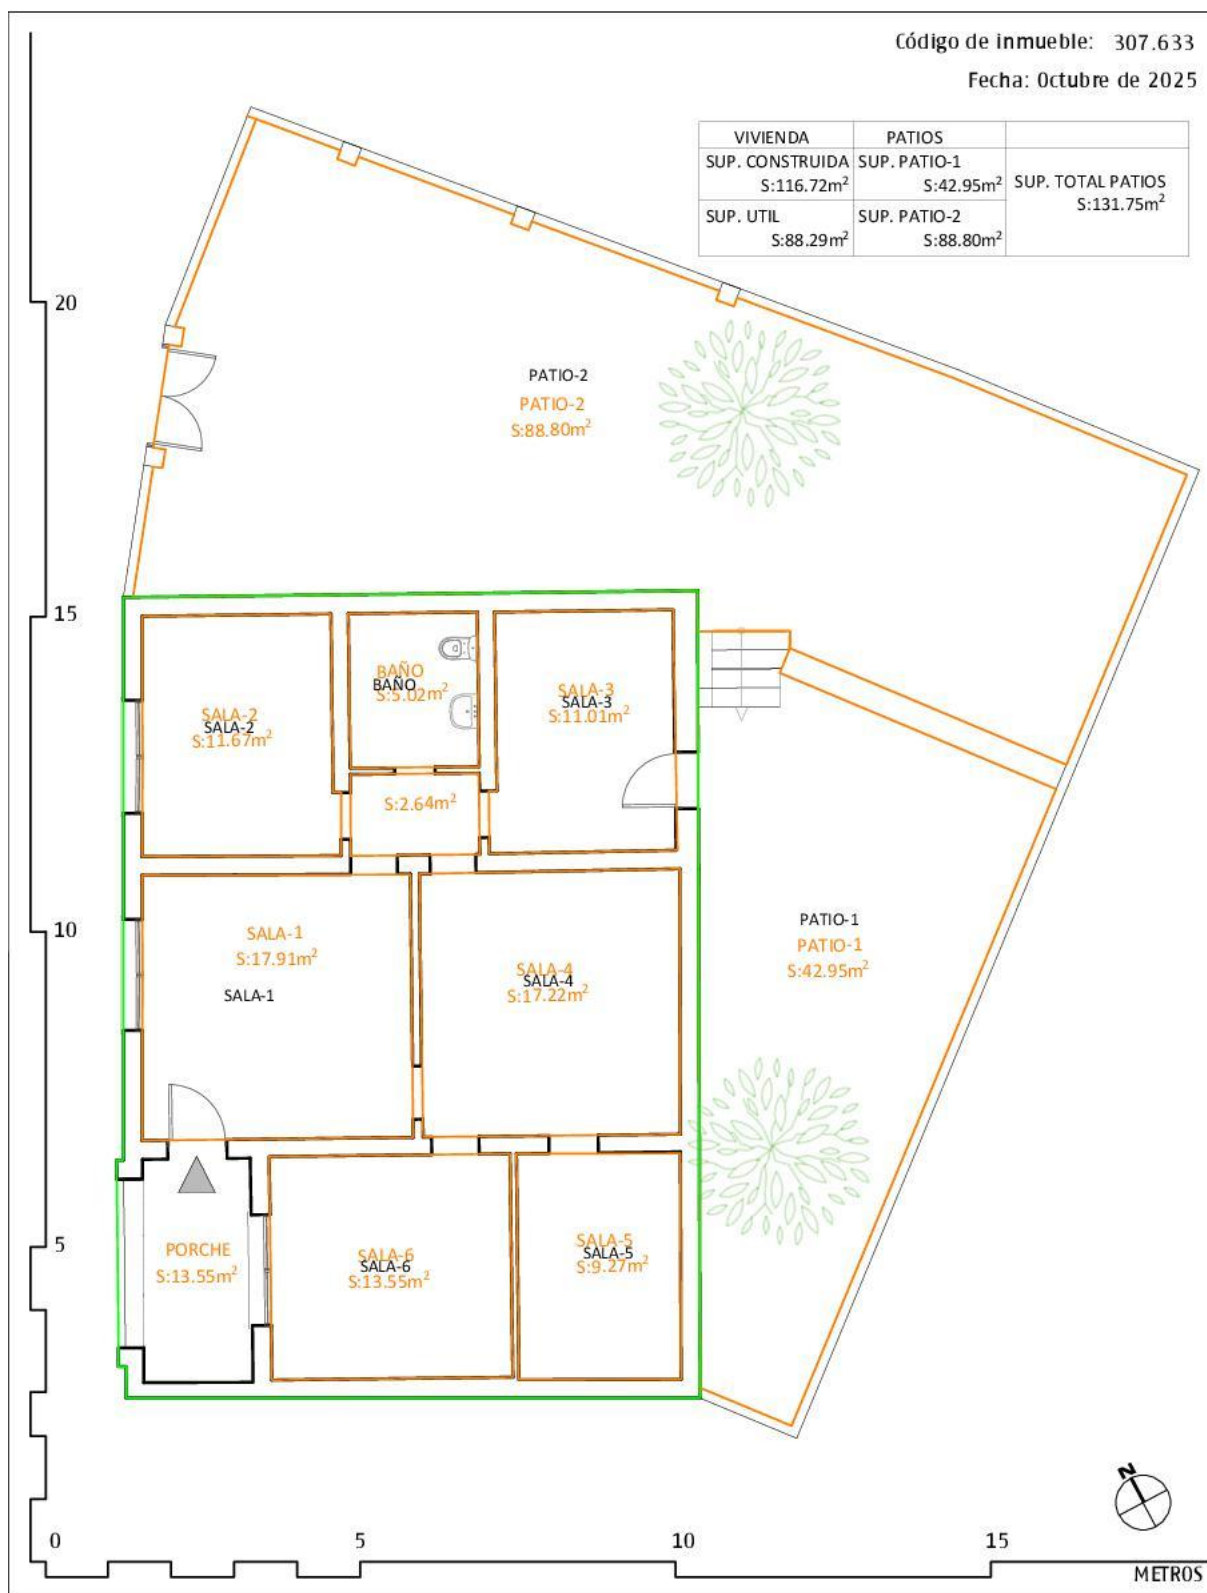 Código de inmueble: 307.633
Fecha: Octubre de 2025
VIVIENDA PATIOS
SUP. CONSTRUIDA SUP. PATIO-1
S:116.72m² S:42.95m² SUP. TOTAL PATIOS
S:131.75m²
SUP. UTIL SUP. PATIO-2
S:88.29m² S:88.80m²
20
PATIO-2
PATIO-2
S:88.80m²
15
BAÑO
BAÑO
S:5.02m²
SALA-3
SALA-3
S:11.01m²
SALA-2
SALA-2
S:11.67m²
S:2.64m²
10
PATIO-1
PATIO-1
S:42.95m²
SALA-1
S:17.91m²
SALA-1
SALA-4
SALA-4
S:17.22m²
5
PORCHE
S:13.55m²
SALA-6
SALA-6
S:13.55m²
SALA-5
SALA-5
S:9.27m²
N
0 5 10 15
METROS